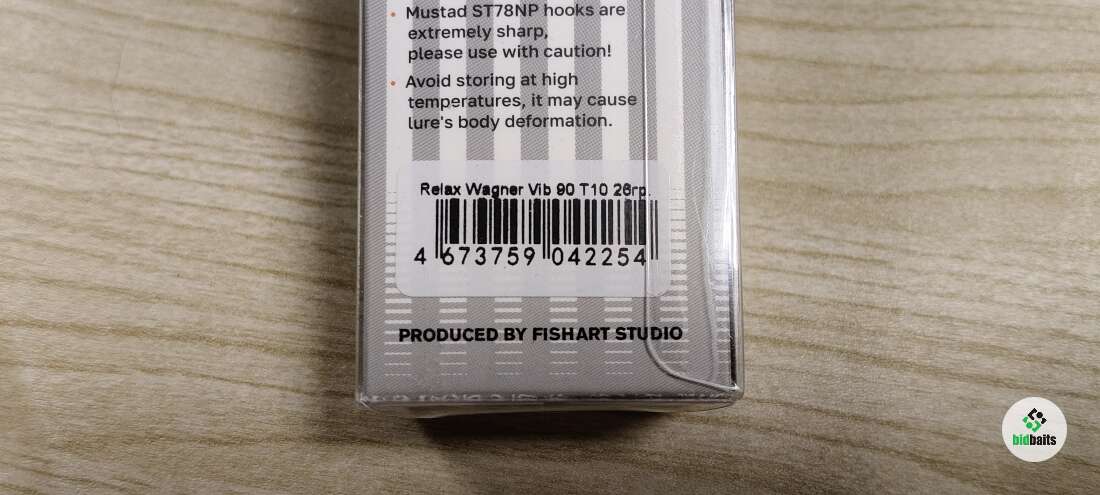 • Mustad ST78NP hooks are
extremely sharp,
please use with caution!
• Avoid storing at high
temperatures, it may cause
lure's body deformation.
Relax Wagner Vib 90 T10 26гр.
4 673759 042254
PRODUCED BY FISHART STUDIO
bidbaits